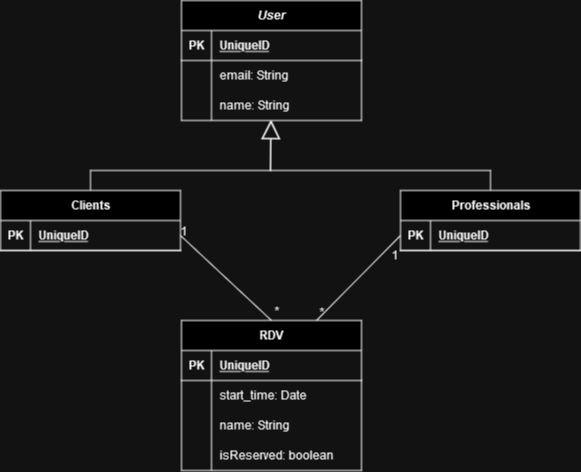 User
PK UniqueID
email: String
name: String
Clients
PK UniqueID
Professionals
PK UniqueID
1
1
*
*
RDV
PK UniqueID
start_time: Date
name: String
isReserved: boolean